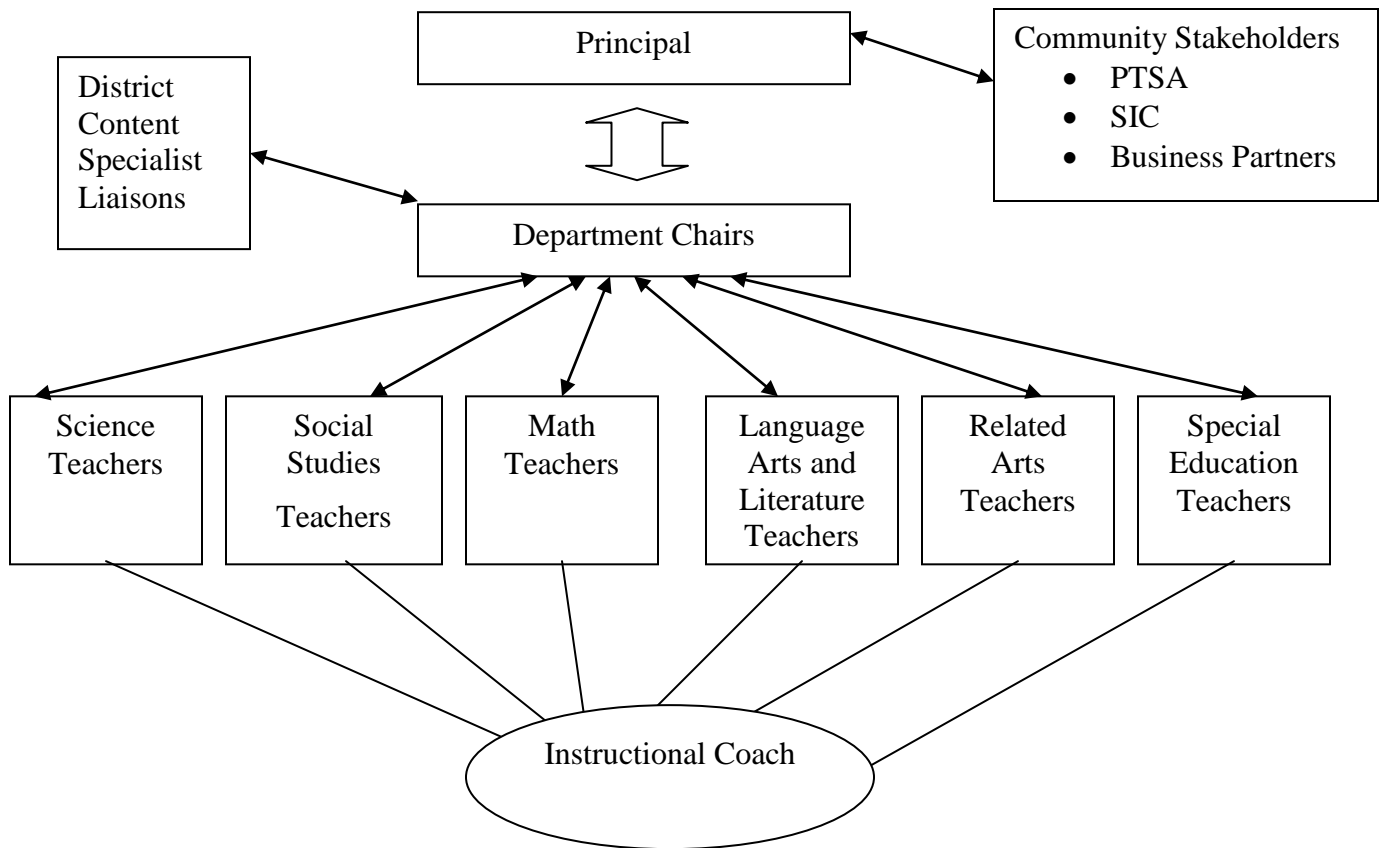 Principal
Community Stakeholders
• PTSA
• SIC
• Business Partners
District
Content
Specialist
Liaisons
Department Chairs
Science
Teachers
Social
Studies
Teachers
Math
Teachers
Language
Arts and
Literature
Teachers
Related
Arts
Teachers
Special
Education
Teachers
Instructional Coach